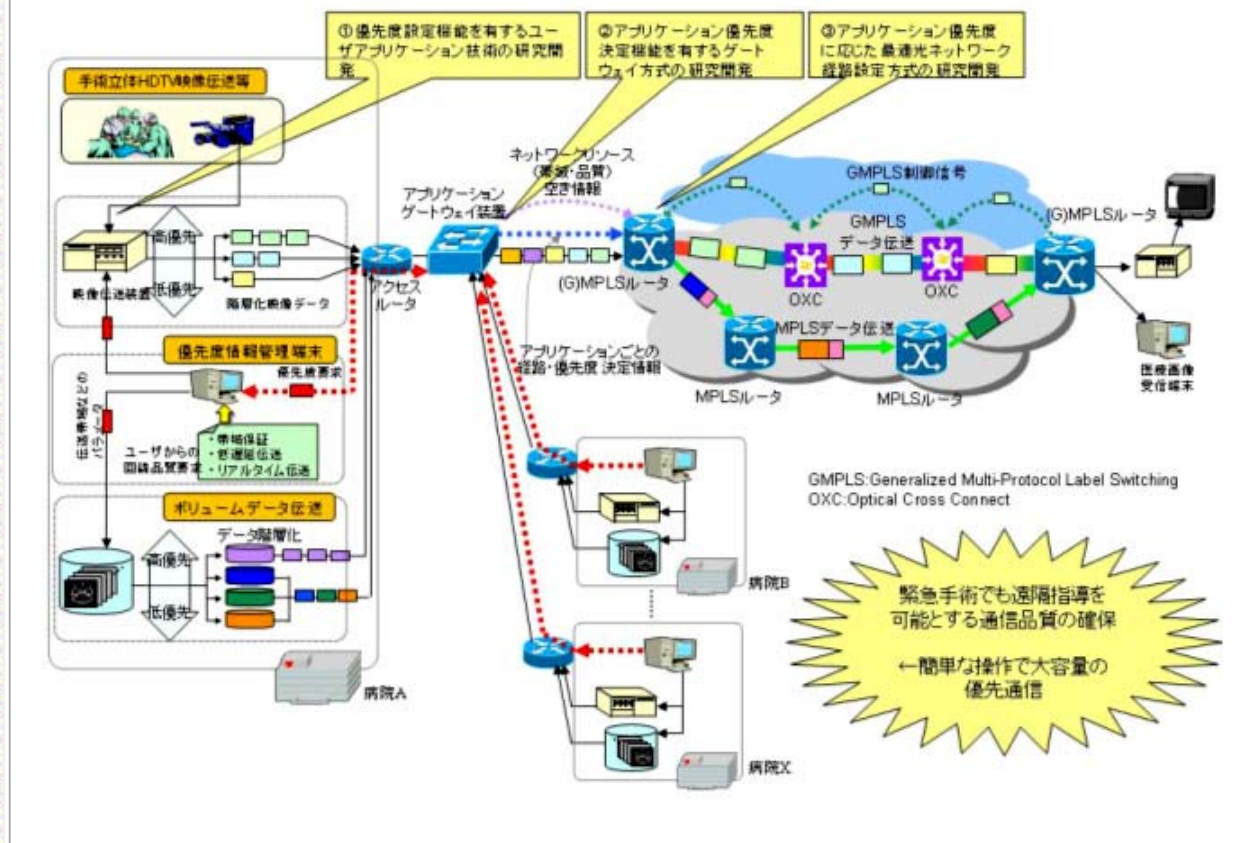 ①優先度設定機能を有するユー
ザアプリケーション技術の研究開
発
②アプリケーション優先度
決定機能を有するゲート
ウェイ方式の研究開発
③アプリケーション優先度
に応じた最適光ネットワーク
経路設定方式の研究開発
手術立体HDTV映像伝送等
高優先
低優先
映像伝送装置
階層化映像データ
アクセス
ルータ
アプリケーション
ゲートウェイ装置
ネットワークリソース
(帯域・品質)
空き情報
(G)MPLSルータ
GMPLS制御信号
GMPLS
データ伝送
OXC
OXC
(G)MPLSルータ
MPLSデータ伝送
MPLSルータ
MPLSルータ
アプリケーションごとの
経路・優先度 決定情報
医療画像
受信端末
優先度情報管理端末
優先度要求
伝送帯域などの
パラメータ
ユーザからの
回線品質要求
・帯域保証
・低遅延伝送
・リアルタイム伝送
ボリュームデータ伝送
データ階層化
高優先
低優先
病院A
病院B
病院X
GMPLS:Generalized Multi-Protocol Label Switching
OXC:Optical Cross Connect
緊急手術でも遠隔指導を
可能とする通信品質の確保
←簡単な操作で大容量の
優先通信